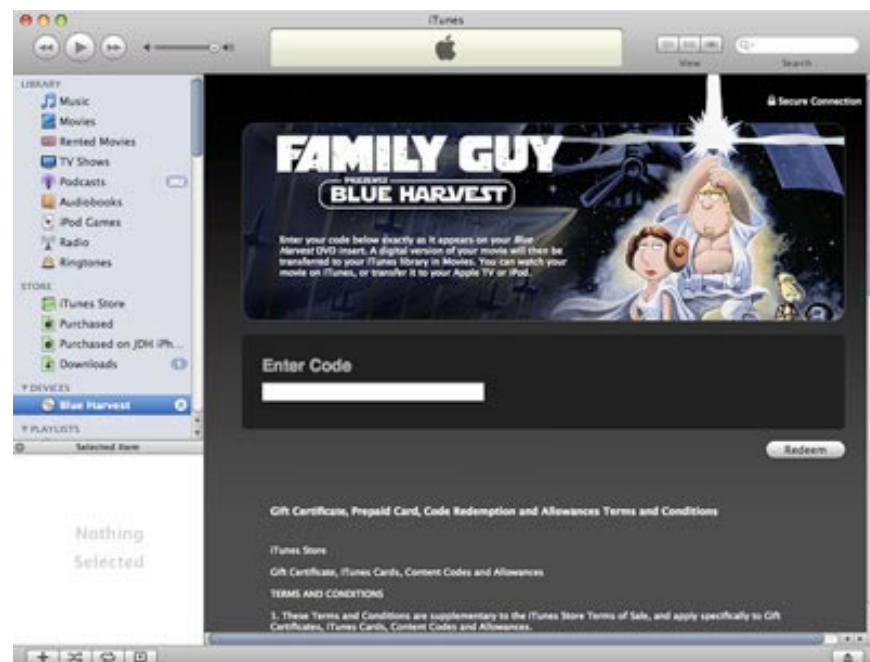 iTunes
View
Search
LIBRARY
Music
Movies
Rented Movies
TV Shows
Podcasts
Audiobooks
iPod Games
Radio
Ringtones
STORE
iTunes Store
Purchased
Purchased on JDH iPh...
Downloads
DEVICES
Blue Harvest
PLAYLISTS
Selected Item
Nothing
Selected
Secure Connection
FAMILY GUY
PRESENTS
BLUE HARVEST
Enter your code below exactly as it appears on your Blue
Harvest DVD insert. A digital version of your movie will then be
transferred to your iTunes library in Movies. You can watch your
movie on iTunes, or transfer it to your Apple TV or iPod.
Enter Code
Redeem
Gift Certificate, Prepaid Card, Code Redemption and Allowances Terms and Conditions
iTunes Store
Gift Certificate, iTunes Cards, Content Codes and Allowances
TERMS AND CONDITIONS
1. These Terms and Conditions are supplementary to the iTunes Store Terms of Sale, and apply specifically to Gift
Certificates, iTunes Cards, Content Codes and Allowances.